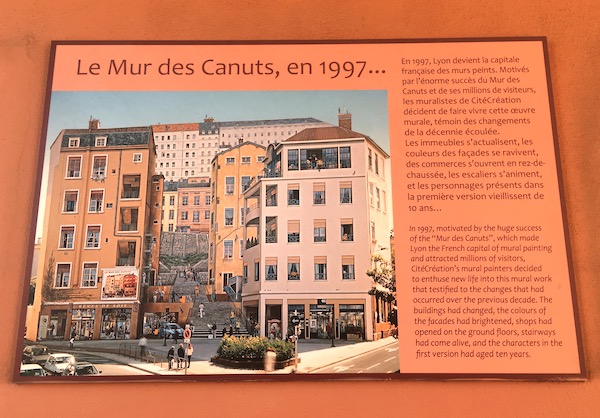 Le Mur des Canuts, en 1997...
En 1997, Lyon devient la capitale
française des murs peints. Motivés
par l'énorme succès du Mur des
Canuts et de ses millions de visiteurs,
les muralistes de CitéCréation
décident de faire vivre cette œuvre
murale, témoin des changements
de la décennie écoulée.
Les immeubles s'actualisent, les
couleurs des façades se ravivent,
des commerces s'ouvrent en rez-de-
chaussée, les escaliers s'animent,
et les personnages présents dans
la première version vieillissent de
10 ans...
In 1997, motivated by the huge success
of the "Mur des Canuts", which made
Lyon the French capital of mural painting
and attracted millions of visitors,
CitéCréation's mural painters decided
to enthuse new life into this mural work
that testified to the changes that had
occurred over the previous decade. The
buildings had changed, the colours of
the facades had brightened, shops had
opened on the ground floors, stairways
had come alive, and the characters in the
first version had aged ten years.